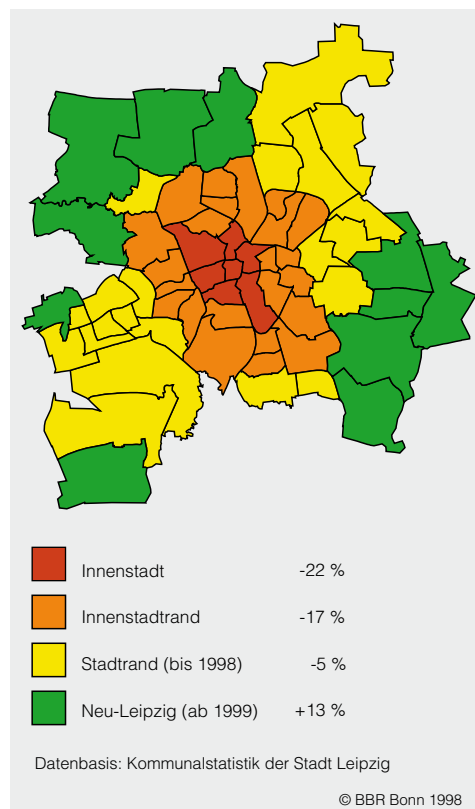 Innenstadt -22 %
Innenstadtrand -17 %
Stadtrand (bis 1998) -5 %
Neu-Leipzig (ab 1999) +13 %
Datenbasis: Kommunalstatistik der Stadt Leipzig
© BBR Bonn 1998